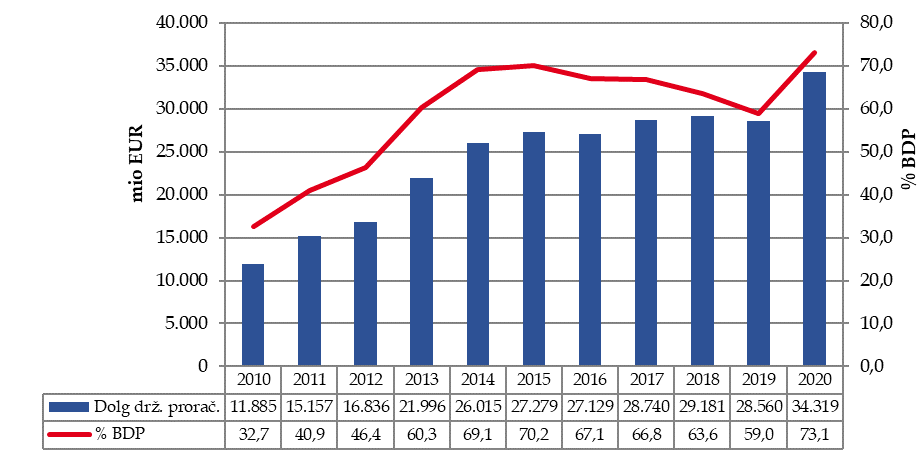 40.000 80,0
35.000 70,0
30.000 60,0
25.000 50,0
20.000 40,0
15.000 30,0
10.000 20,0
5.000 10,0
0 0,0
mio EUR
% BDP
2010 2011 2012 2013 2014 2015 2016 2017 2018 2019 2020
Dolg drž. prorač. 11.885 15.157 16.836 21.996 26.015 27.279 27.129 28.740 29.181 28.560 34.319
% BDP 32,7 40,9 46,4 60,3 69,1 70,2 67,1 66,8 63,6 59,0 73,1